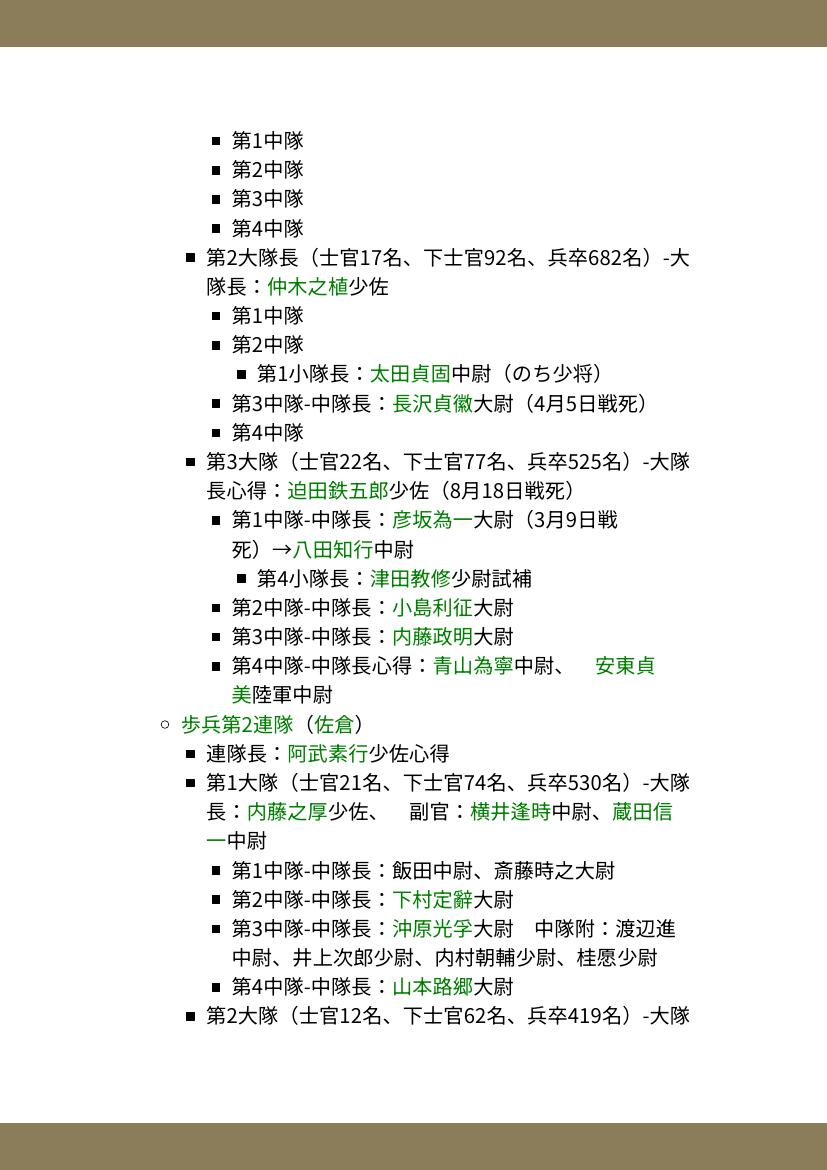 第1中隊
第2中隊
第3中隊
第4中隊
第2大隊長（士官17名、下士官92名、兵卒682名）-大
隊長：仲木之植少佐
第1中隊
第2中隊
第1小隊長：太田貞固中尉（のち少将）
第3中隊-中隊長：長沢貞徽大尉（4月5日戦死）
第4中隊
第3大隊（士官22名、下士官77名、兵卒525名）-大隊
長心得：迫田鉄五郎少佐（8月18日戦死）
第1中隊-中隊長：彦坂為一大尉（3月9日戦
死）→八田知行中尉
第4小隊長：津田教修少尉試補
第2中隊-中隊長：小島利征大尉
第3中隊-中隊長：内藤政明大尉
第4中隊-中隊長心得：青山為寧中尉、　安東貞
美陸軍中尉
歩兵第2連隊（佐倉）
連隊長：阿武素行少佐心得
第1大隊（士官21名、下士官74名、兵卒530名）-大隊
長：内藤之厚少佐、　副官：横井逢時中尉、蔵田信
一中尉
第1中隊-中隊長：飯田中尉、斎藤時之大尉
第2中隊-中隊長：下村定辭大尉
第3中隊-中隊長：沖原光孚大尉　中隊附：渡辺進
中尉、井上次郎少尉、内村朝輔少尉、桂愿少尉
第4中隊-中隊長：山本路郷大尉
第2大隊（士官12名、下士官62名、兵卒419名）-大隊